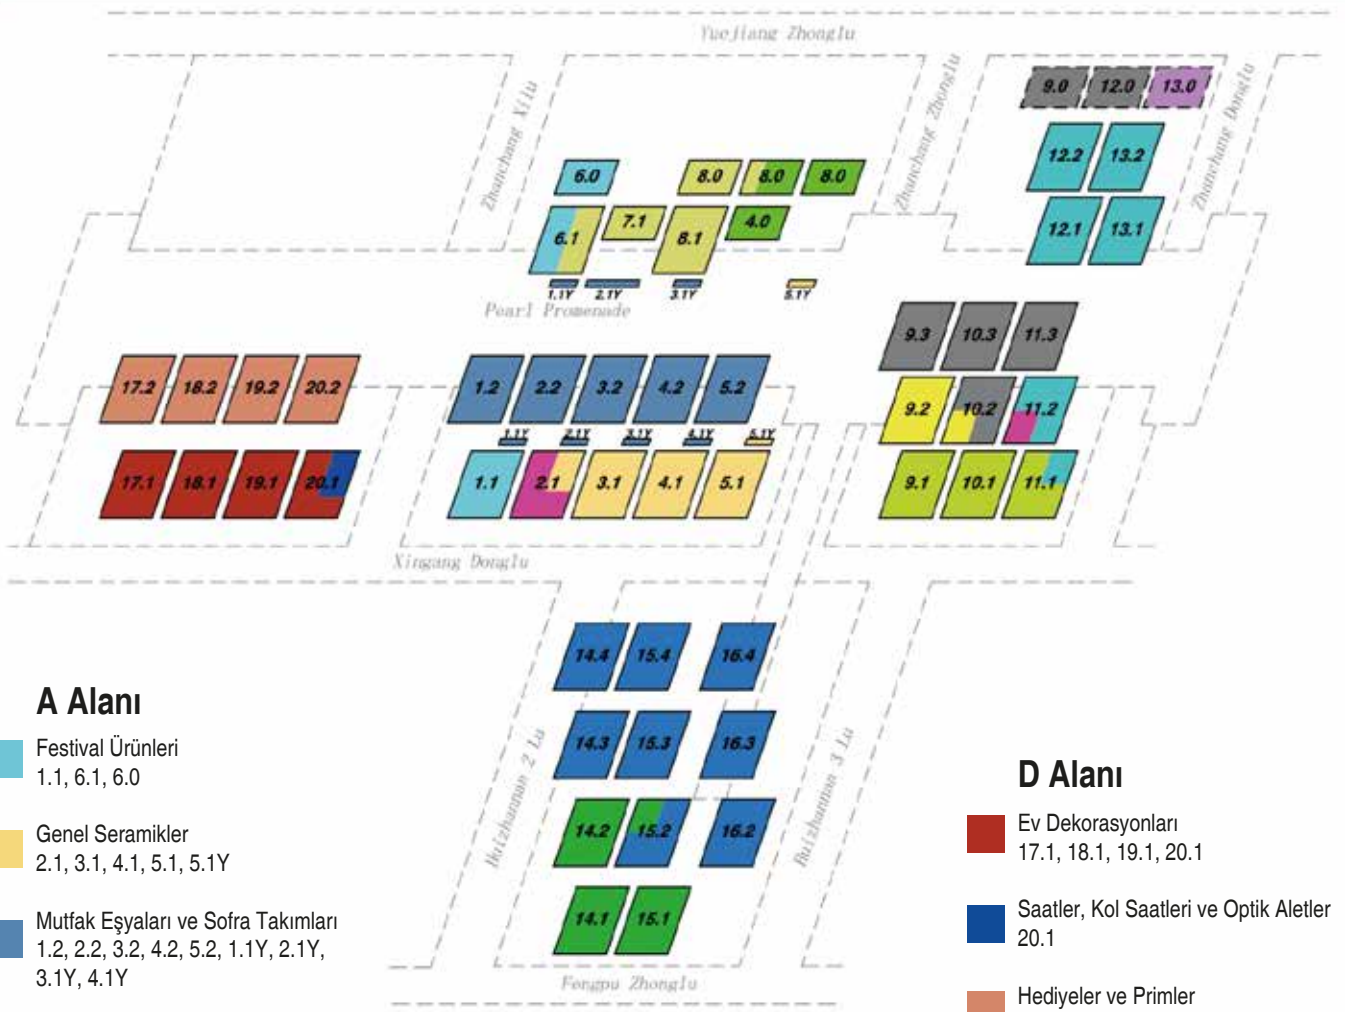 Yuejiang Zhonglu
Zhanchang Xilu
Zhanchang Zhonglu
Zhanchang Donglu
9.0 12.0 13.0
12.2 13.2
6.0 8.0 8.0 8.0
6.1 7.1 8.1 4.0
12.1 13.1
1.1Y 2.1Y 3.1Y 5.1Y
Pearl Promenade
9.3 10.3 11.3
17.2 18.2 19.2 20.2
1.2 2.2 3.2 4.2 5.2
9.2 10.2 11.2
1.1Y 2.1Y 3.1Y 4.1Y 5.1Y
17.1 18.1 19.1 20.1
1.1 2.1 3.1 4.1 5.1
9.1 10.1 11.1
Xingang Donglu
14.4 15.4 16.4
14.3 15.3 16.3
Huizhannan 2 Lu
Huizhannan 3 Lu
14.2 15.2 16.2
14.1 15.1
Fengpu Zhonglu
A Alanı
Festival Ürünleri
1.1, 6.1, 6.0
Genel Seramikler
2.1, 3.1, 4.1, 5.1, 5.1Y
Mutfak Eşyaları ve Sofra Takımları
1.2, 2.2, 3.2, 4.2, 5.2, 1.1Y, 2.1Y,
3.1Y, 4.1Y
D Alanı
Ev Dekorasyonları
17.1, 18.1, 19.1, 20.1
Saatler, Kol Saatleri ve Optik Aletler
20.1
Hediyeler ve Primler